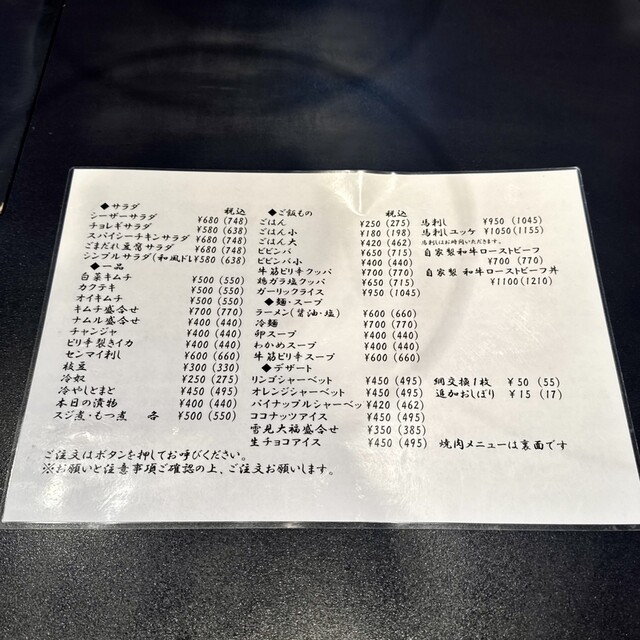 ◆サラダ 税込
シーザーサラダ ¥680 (748)
チョレギサラダ ¥580 (638)
スパイシーチキンサラダ ¥680 (748)
ごまだれ豆腐サラダ ¥680 (748)
シンプルサラダ(和風ドレ) ¥580 (638)
◆一品
白菜キムチ ¥500 (550)
カクテキ ¥500 (550)
オイキムチ ¥500 (550)
キムチ盛合せ ¥700 (770)
ナムル盛合せ ¥400 (440)
チャンジャ ¥400 (440)
ピリ辛裂きイカ ¥400 (440)
センマイ刺し ¥600 (660)
枝豆 ¥300 (330)
冷奴 ¥250 (275)
冷やしとまと ¥450 (495)
本日の漬物 ¥400 (440)
スジ煮・もつ煮 各 ¥500 (550)
◆ご飯もの 税込
ごはん ¥250 (275)
ごはん小 ¥180 (198)
ごはん大 ¥420 (462)
ビビンバ ¥650 (715)
ビビンバ小 ¥400 (440)
牛筋ピリ辛クッパ ¥700 (770)
鶏ガラ塩クッパ ¥650 (715)
ガーリックライス ¥950 (1045)
◆麺・スープ
ラーメン(醤油・塩) ¥600 (660)
冷麺 ¥700 (770)
卵スープ ¥400 (440)
わかめスープ ¥400 (440)
牛筋ピリ辛スープ ¥600 (660)
◆デザート
リンゴシャーベット ¥450 (495)
オレンジシャーベット ¥450 (495)
パイナップルシャーベット ¥420 (462)
ココナッツアイス ¥450 (495)
雪見大福盛合せ ¥350 (385)
生チョコアイス ¥450 (495)
馬刺し ¥950 (1045)
馬刺しユッケ ¥1050 (1155)
馬刺しはお時間いただきます。
自家製 和牛ローストビーフ
¥700 (770)
自家製 和牛ローストビーフ丼
¥1100 (1210)
網交換1枚 ¥50 (55)
追加おしぼり ¥15 (17)
焼肉メニューは裏面です
ご注文はボタンを押してお呼びください。
※お願いと注意事項ご確認の上、ご注文お願いします。